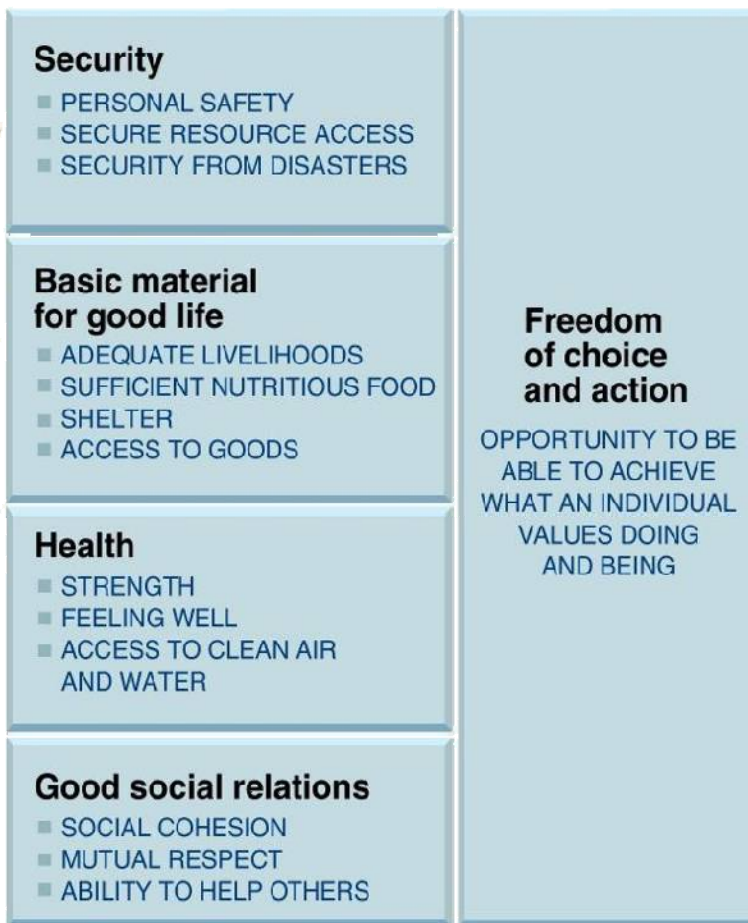 Security
PERSONAL SAFETY
SECURE RESOURCE ACCESS
SECURITY FROM DISASTERS
Basic material
for good life
ADEQUATE LIVELIHOODS
SUFFICIENT NUTRITIOUS FOOD
SHELTER
ACCESS TO GOODS
Health
STRENGTH
FEELING WELL
ACCESS TO CLEAN AIR
AND WATER
Good social relations
SOCIAL COHESION
MUTUAL RESPECT
ABILITY TO HELP OTHERS
Freedom
of choice
and action
OPPORTUNITY TO BE
ABLE TO ACHIEVE
WHAT AN INDIVIDUAL
VALUES DOING
AND BEING